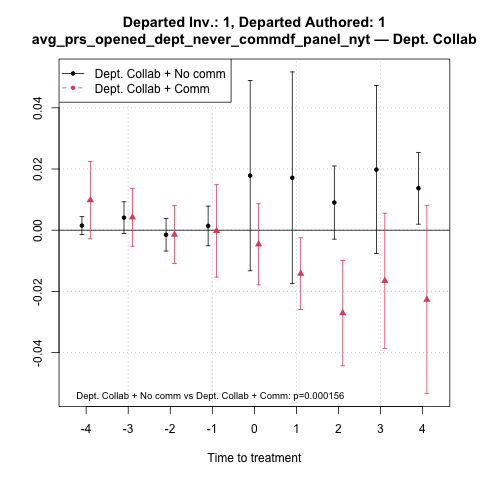 Departed Inv.: 1, Departed Authored: 1
avg_prs_opened_dept_never_commdf_panel_nyt — Dept. Collab
Dept. Collab + No comm
Dept. Collab + Comm
0.04
0.02
0.00
-0.02
-0.04
Dept. Collab + No comm vs Dept. Collab + Comm: p=0.000156
-4 -3 -2 -1 0 1 2 3 4
Time to treatment